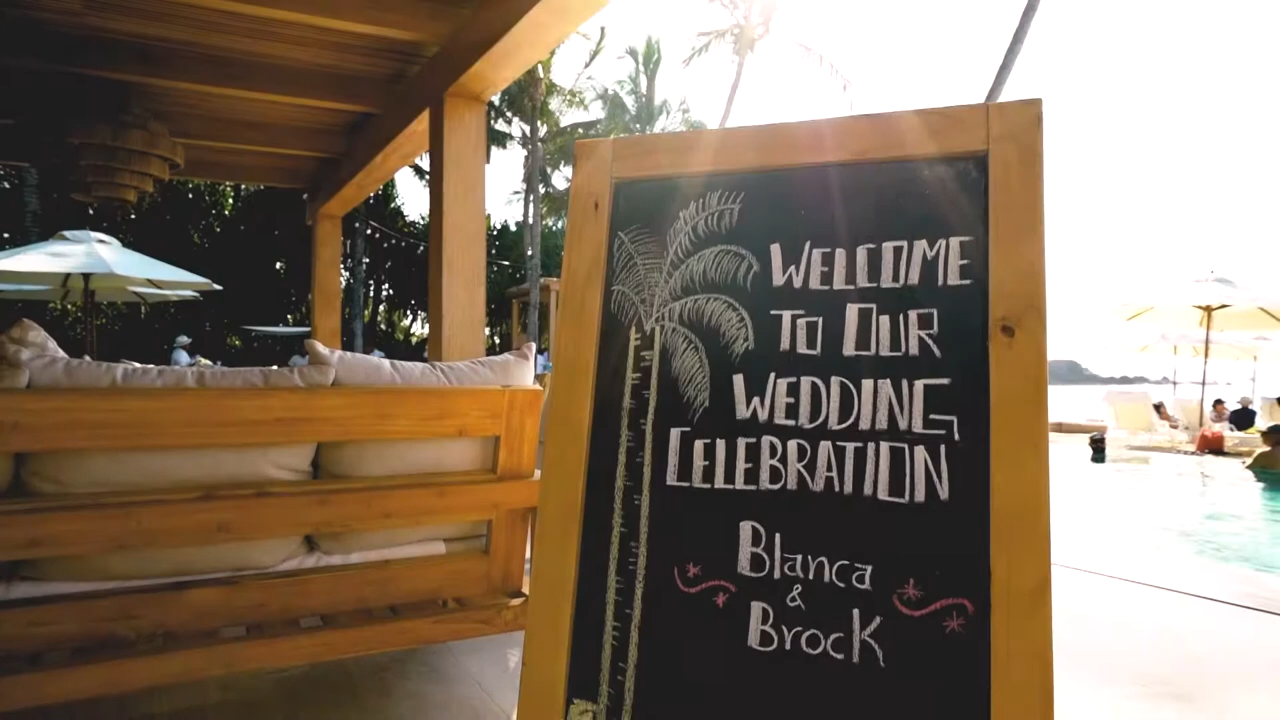 WELCOME
TO OUR
WEDDING
CELEBRATION
Blanca
&
Brock